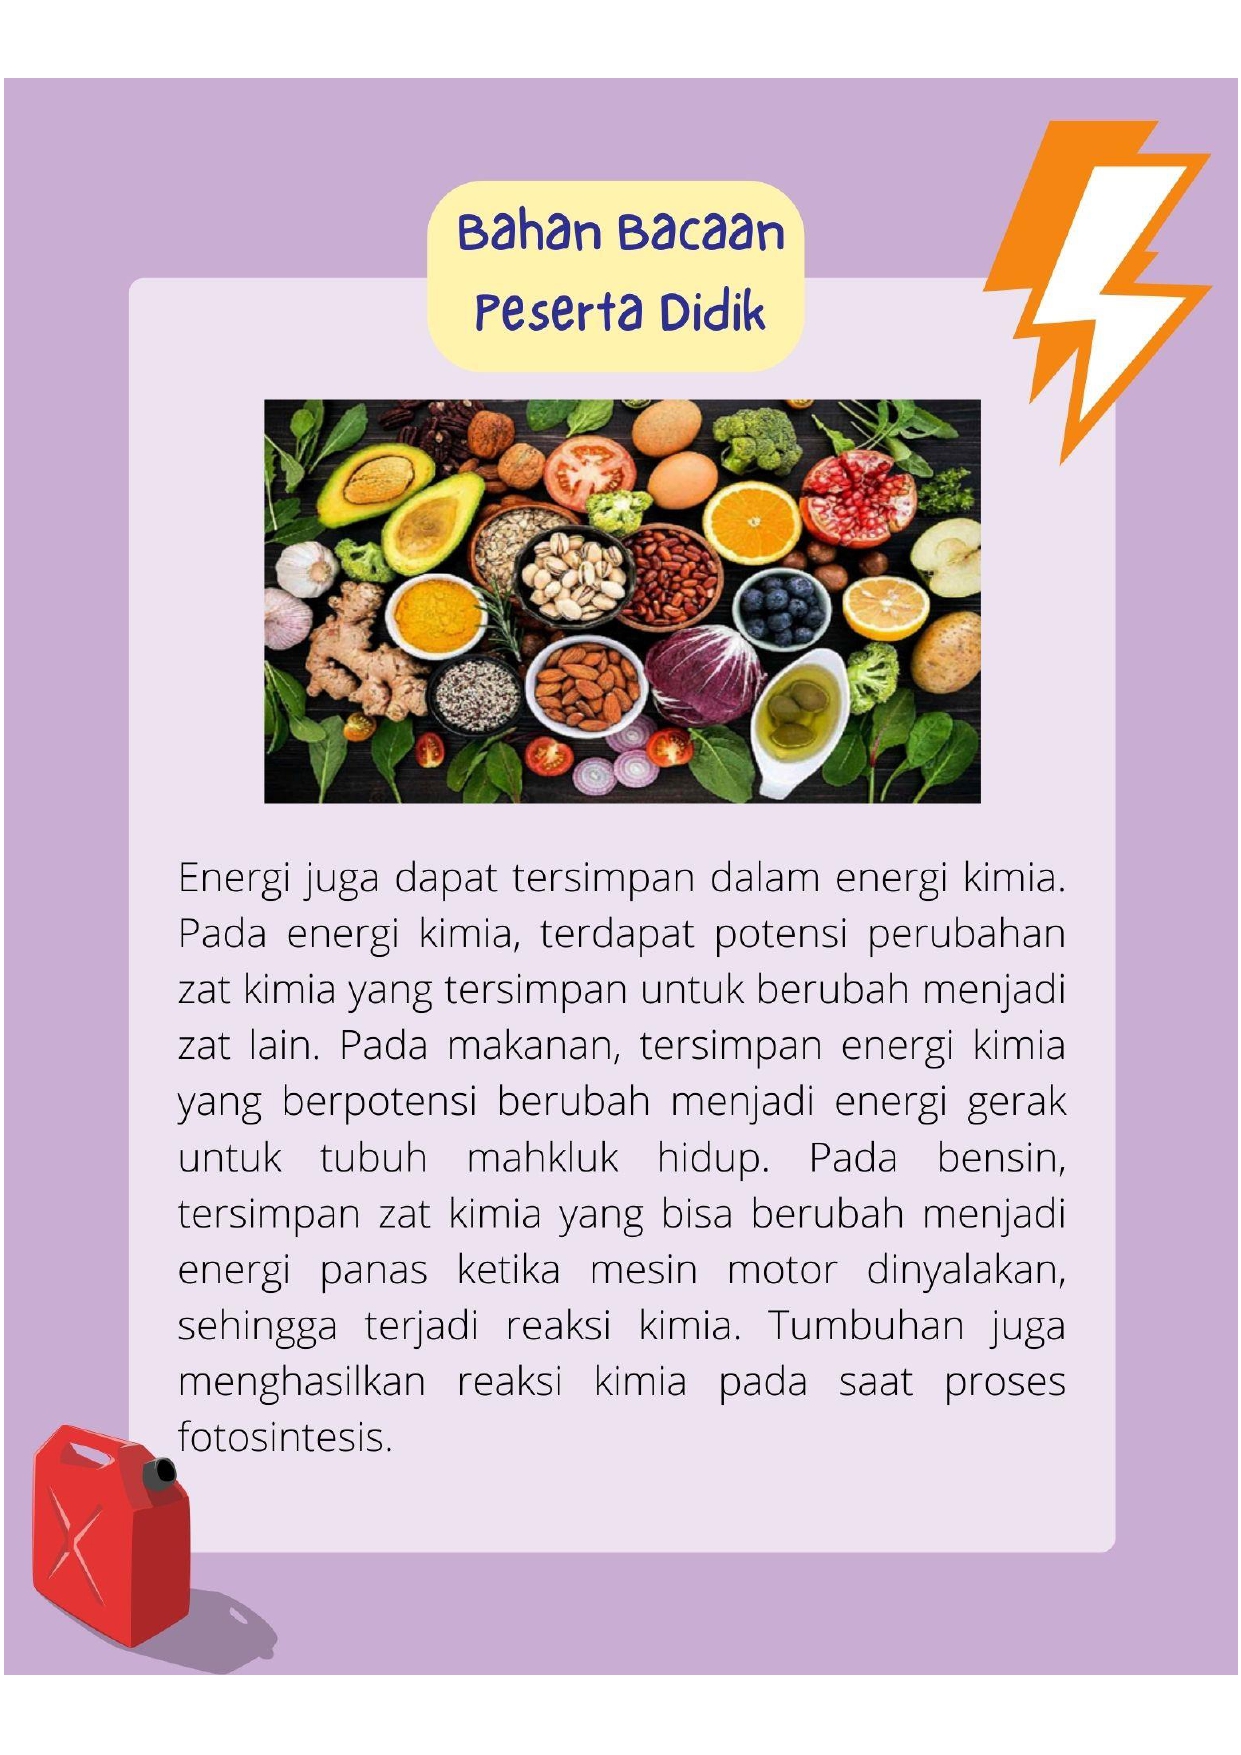 Bahan Bacaan
Peserta Didik
Energi juga dapat tersimpan dalam energi kimia.
Pada energi kimia, terdapat potensi perubahan
zat kimia yang tersimpan untuk berubah menjadi
zat lain. Pada makanan, tersimpan energi kimia
yang berpotensi berubah menjadi energi gerak
untuk tubuh mahkluk hidup. Pada bensin,
tersimpan zat kimia yang bisa berubah menjadi
energi panas ketika mesin motor dinyalakan,
sehingga terjadi reaksi kimia. Tumbuhan juga
menghasilkan reaksi kimia pada saat proses
fotosintesis.